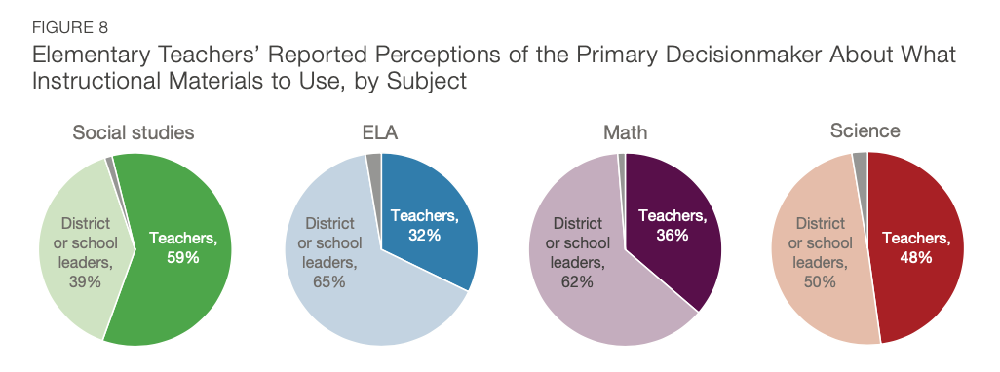 FIGURE 8
Elementary Teachers’ Reported Perceptions of the Primary Decisionmaker About What
Instructional Materials to Use, by Subject
Social studies
District
or school
leaders,
39%
Teachers,
59%
ELA
District
or school
leaders,
65%
Teachers,
32%
Math
District
or school
leaders,
62%
Teachers,
36%
Science
District
or school
leaders,
50%
Teachers,
48%